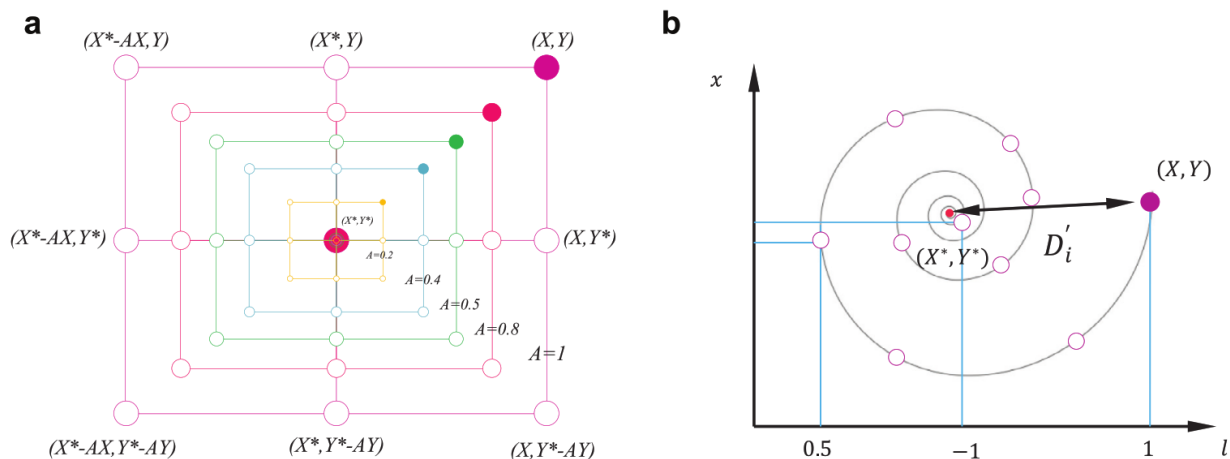 a
(X*-AX,Y) (X*,Y) (X,Y)
(X*-AX,Y*) (X*,Y*) (X,Y*)
A=0.2
A=0.4
A=0.5
A=0.8
A=1
(X*-AX,Y*-AY) (X*,Y*-AY) (X,Y*-AY)
b
x
(X,Y)
(X*,Y*)
D'i
0.5 -1 1 l